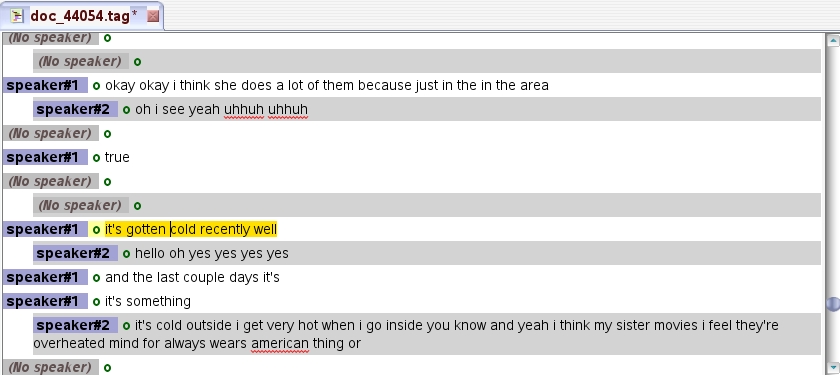 doc_44054.tag*
(No speaker)
(No speaker)
speaker#1 okay okay i think she does a lot of them because just in the in the area
speaker#2 oh i see yeah uhhuh uhhuh
(No speaker)
speaker#1 true
(No speaker)
(No speaker)
speaker#1 it's gotten cold recently well
speaker#2 hello oh yes yes yes yes
speaker#1 and the last couple days it's
speaker#1 it's something
speaker#2 it's cold outside i get very hot when i go inside you know and yeah i think my sister movies i feel they're
overheated mind for always wears american thing or
(No speaker)